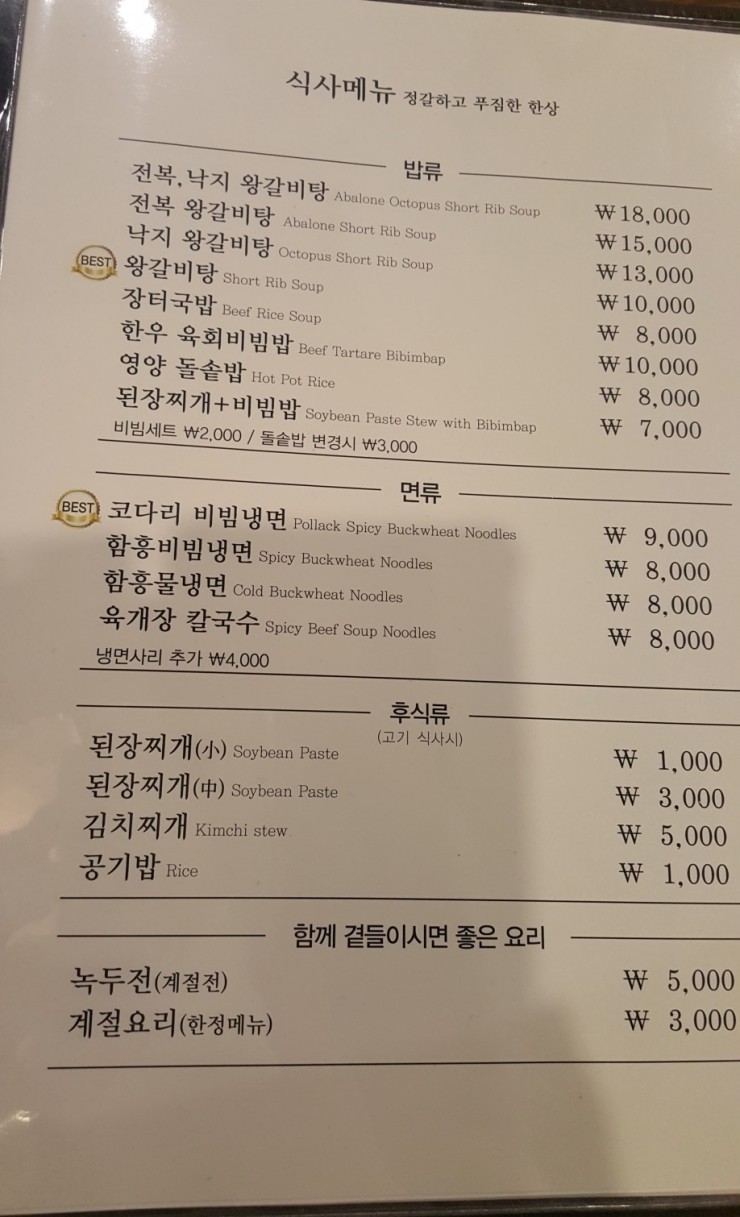 식사메뉴 정갈하고 푸짐한 한상
밥류
전복,낙지 왕갈비탕 Abalone Octopus Short Rib Soup ₩18,000
전복 왕갈비탕 Abalone Short Rib Soup ₩15,000
낙지 왕갈비탕 Octopus Short Rib Soup ₩13,000
BEST 왕갈비탕 Short Rib Soup ₩10,000
장터국밥 Beef Rice Soup ₩ 8,000
한우 육회비빔밥 Beef Tartare Bibimbap ₩10,000
영양 돌솥밥 Hot Pot Rice ₩ 8,000
된장찌개+비빔밥 Soybean Paste Stew with Bibimbap ₩ 7,000
비빔세트 ₩2,000 / 돌솥밥 변경시 ₩3,000
면류
BEST 코다리 비빔냉면 Pollack Spicy Buckwheat Noodles ₩ 9,000
함흥비빔냉면 Spicy Buckwheat Noodles ₩ 8,000
함흥물냉면 Cold Buckwheat Noodles ₩ 8,000
육개장 칼국수 Spicy Beef Soup Noodles ₩ 8,000
냉면사리 추가 ₩4,000
후식류
(고기 식사시)
된장찌개(小) Soybean Paste ₩ 1,000
된장찌개(中) Soybean Paste ₩ 3,000
김치찌개 Kimchi stew ₩ 5,000
공기밥 Rice ₩ 1,000
함께 곁들이시면 좋은 요리
녹두전(계절전) ₩ 5,000
계절요리(한정메뉴) ₩ 3,000